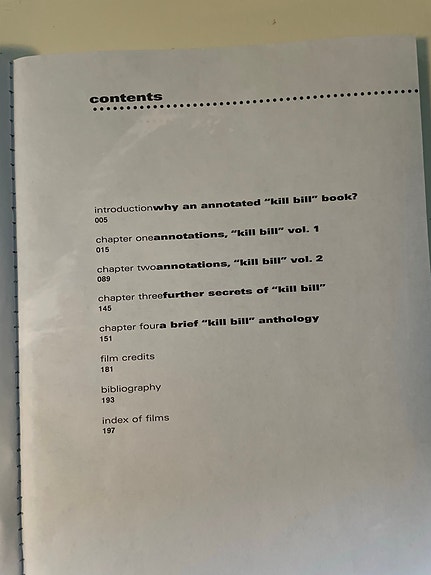 contents
introductionwhy an annotated “kill bill” book?
005
chapter oneannotations, “kill bill” vol. 1
015
chapter twoannotations, “kill bill” vol. 2
089
chapter threefurther secrets of “kill bill”
145
chapter foura brief “kill bill” anthology
151
film credits
181
bibliography
193
index of films
197